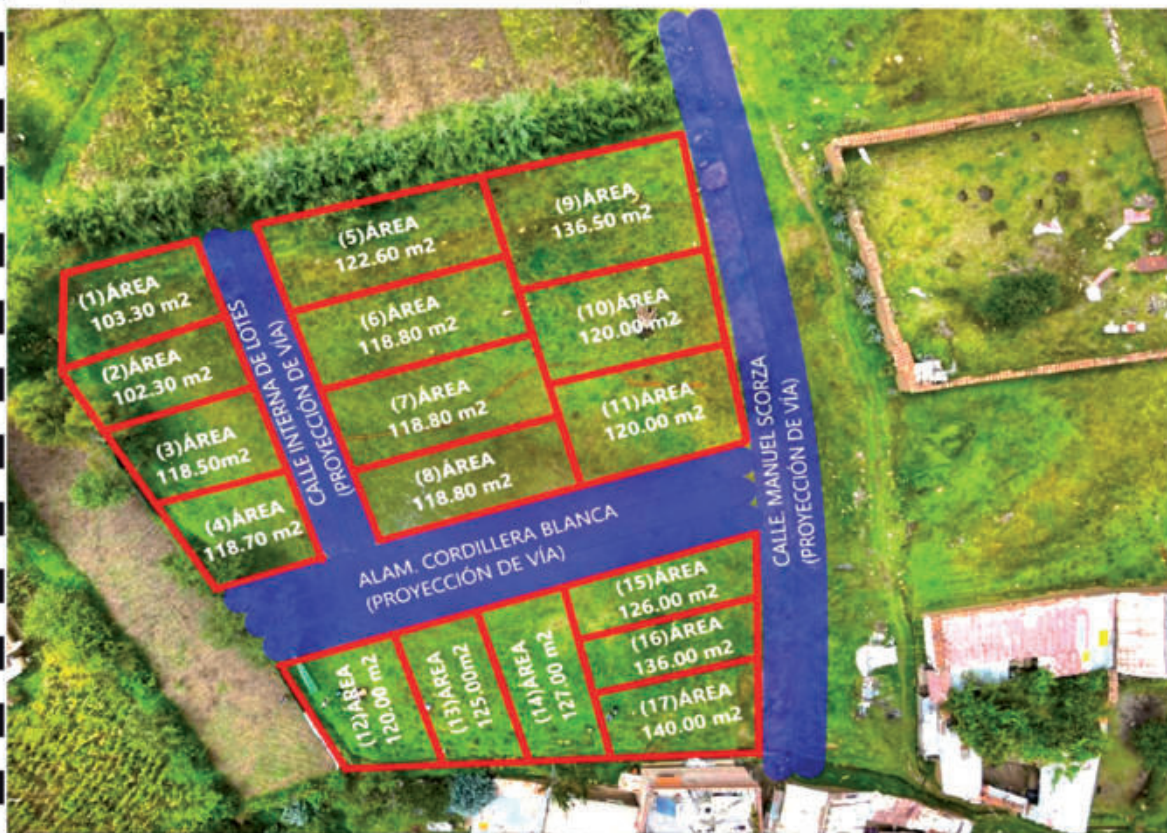 (1)ÁREA
103.30 m2
(2)ÁREA
102.30 m2
(3)ÁREA
118.50m2
(4)ÁREA
118.70 m2
CALLE INTERNA DE LOTES
(PROYECCIÓN DE VÍA)
(5)ÁREA
122.60 m2
(6)ÁREA
118.80 m2
(7)ÁREA
118.80 m2
(8)ÁREA
118.80 m2
(9)ÁREA
136.50 m2
(10)ÁREA
120.00 m2
(11)ÁREA
120.00 m2
CALLE. MANUEL SCORZA
(PROYECCIÓN DE VÍA)
ALAM. CORDILLERA BLANCA
(PROYECCIÓN DE VÍA)
(12)ÁREA
120.00 m2
(13)ÁREA
125.00m2
(14)ÁREA
127.00 m2
(15)ÁREA
126.00 m2
(16)ÁREA
136.00 m2
(17)ÁREA
140.00 m2